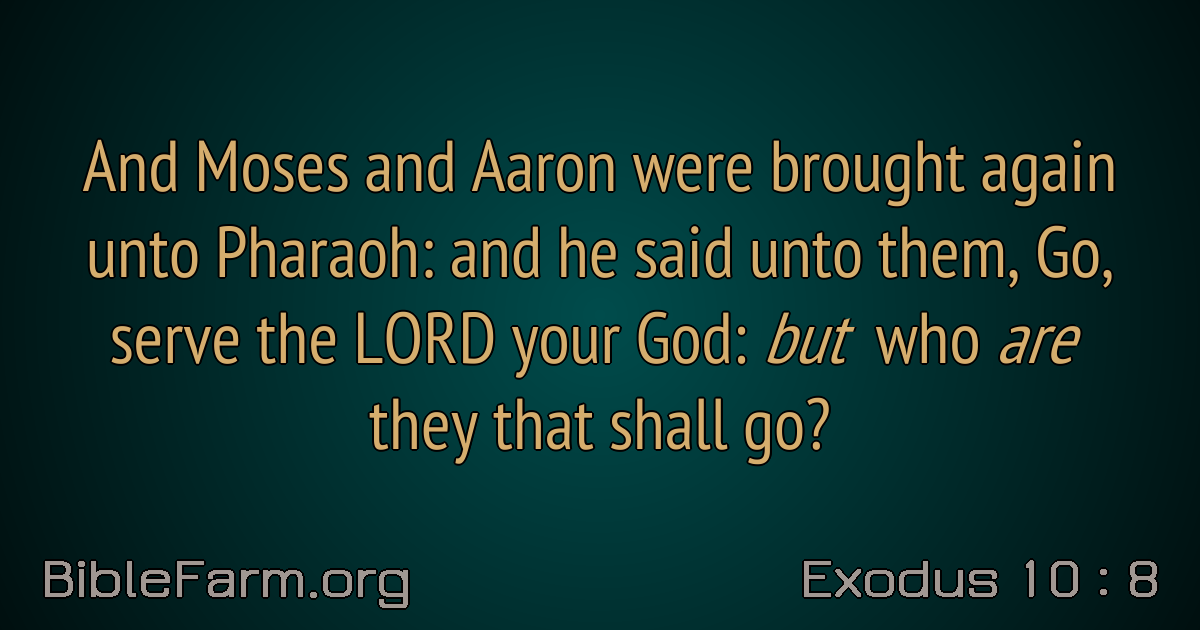 And Moses and Aaron were brought again
unto Pharaoh: and he said unto them, Go,
serve the LORD your God: but who are
they that shall go?
BibleFarm.org
Exodus 10 : 8